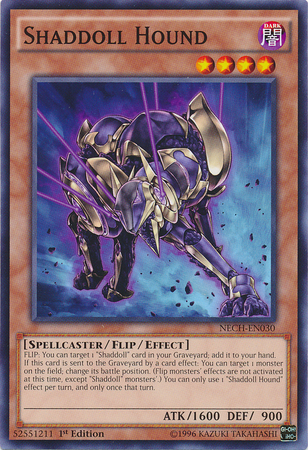 SHADDOLL HOUND
DARK
闇
NECH-EN030
[SPELLCASTER / FLIP / EFFECT]
FLIP: You can target 1 "Shaddoll" card in your Graveyard; add it to your hand.
If this card is sent to the Graveyard by a card effect: You can target 1 monster
on the field; change its battle position. (Flip monsters' effects are not activated
at this time, except "Shaddoll" monsters'.) You can only use 1 "Shaddoll Hound"
effect per turn, and only once that turn.
ATK/1600 DEF/ 900
52551211 1st Edition ©1996 KAZUKI TAKAHASHI